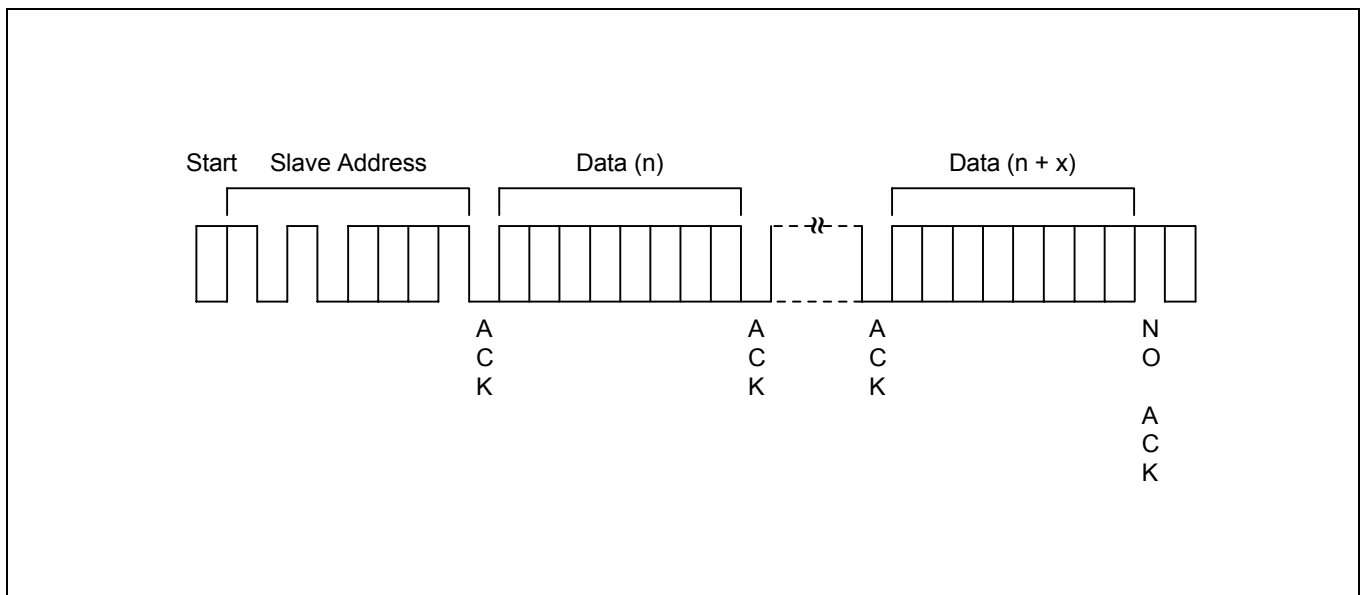 Start Slave Address Data (n) Data (n + x)
A A A N
C C C O
K K K
A
C
K